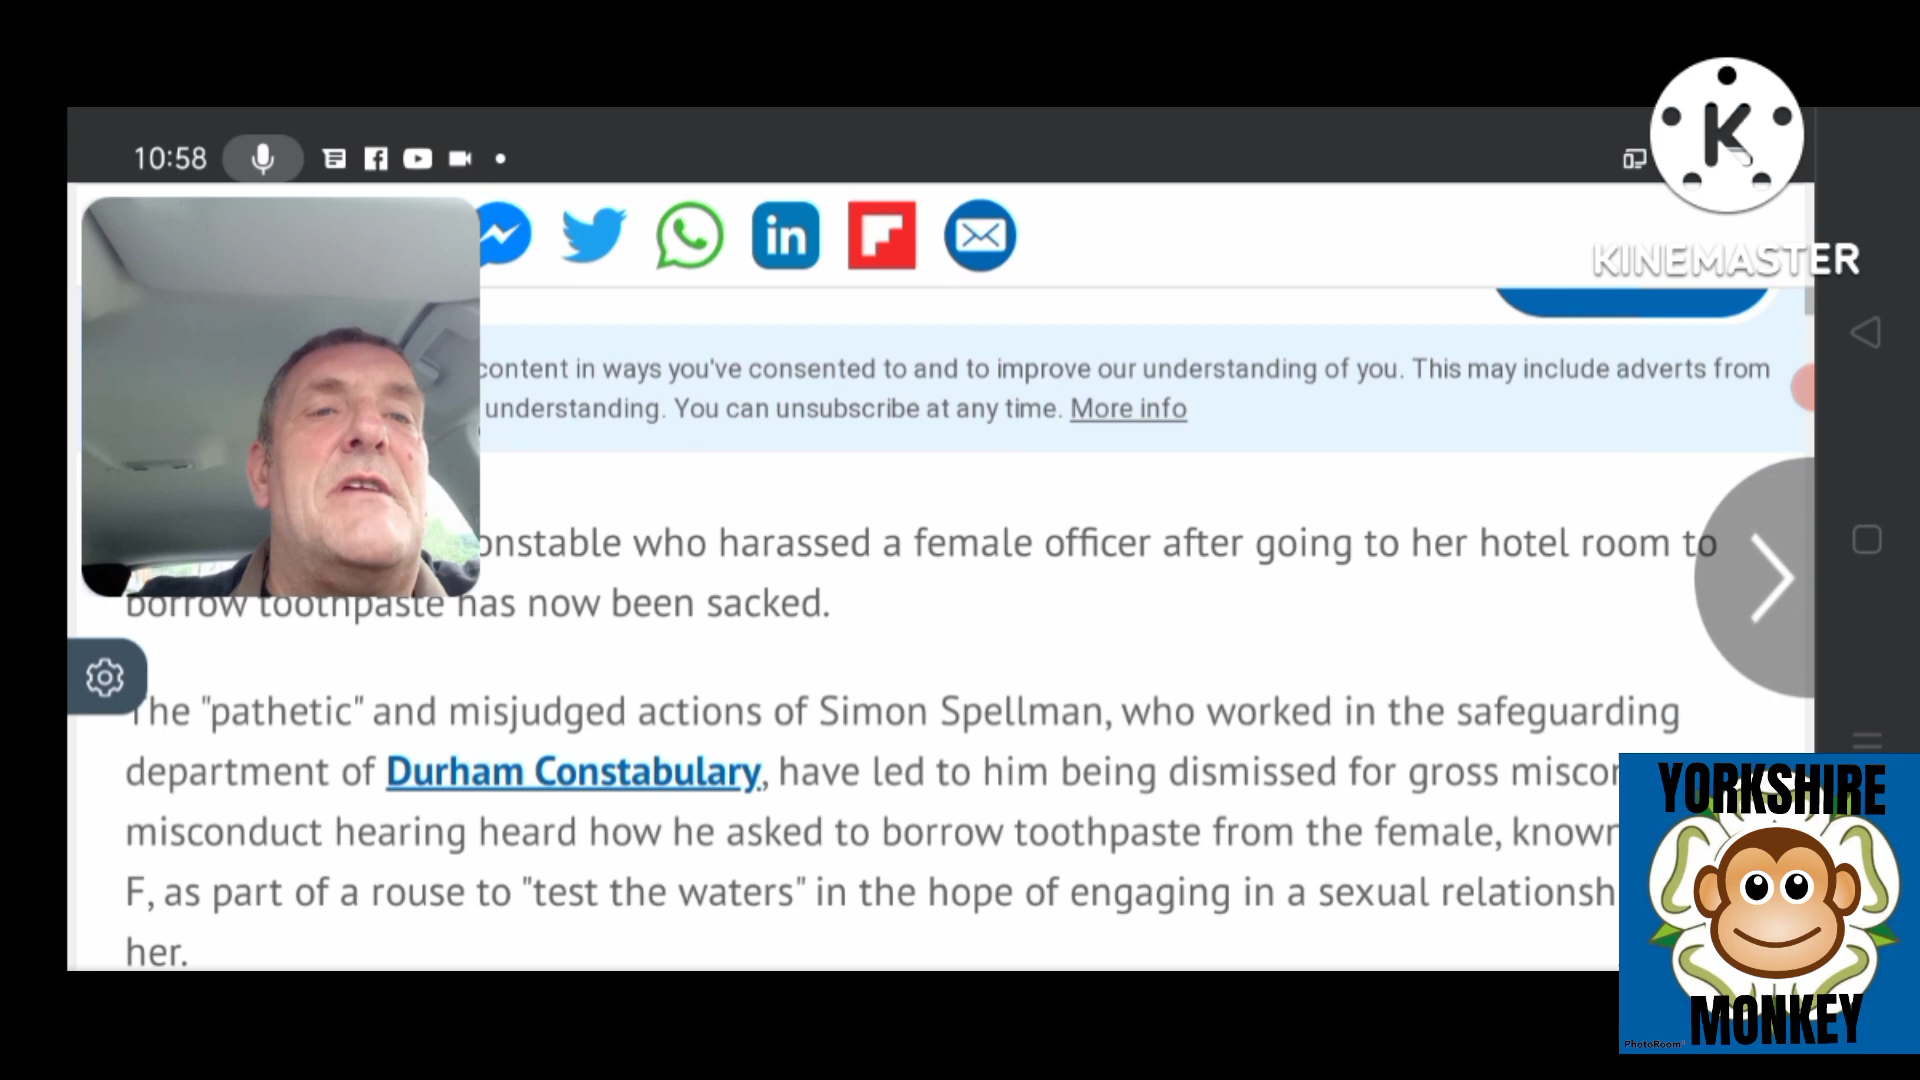 10:58
K
KINEMASTER
in
content in ways you've consented to and to improve our understanding of you. This may include adverts from
understanding. You can unsubscribe at any time. More info
onstable who harassed a female officer after going to her hotel room to
borrow toothpaste has now been sacked.
The "pathetic" and misjudged actions of Simon Spellman, who worked in the safeguarding
department of Durham Constabulary, have led to him being dismissed for gross miscon
misconduct hearing heard how he asked to borrow toothpaste from the female, known
F, as part of a rouse to "test the waters" in the hope of engaging in a sexual relationsh
her.
YORKSHIRE
MONKEY
PhotoRoom